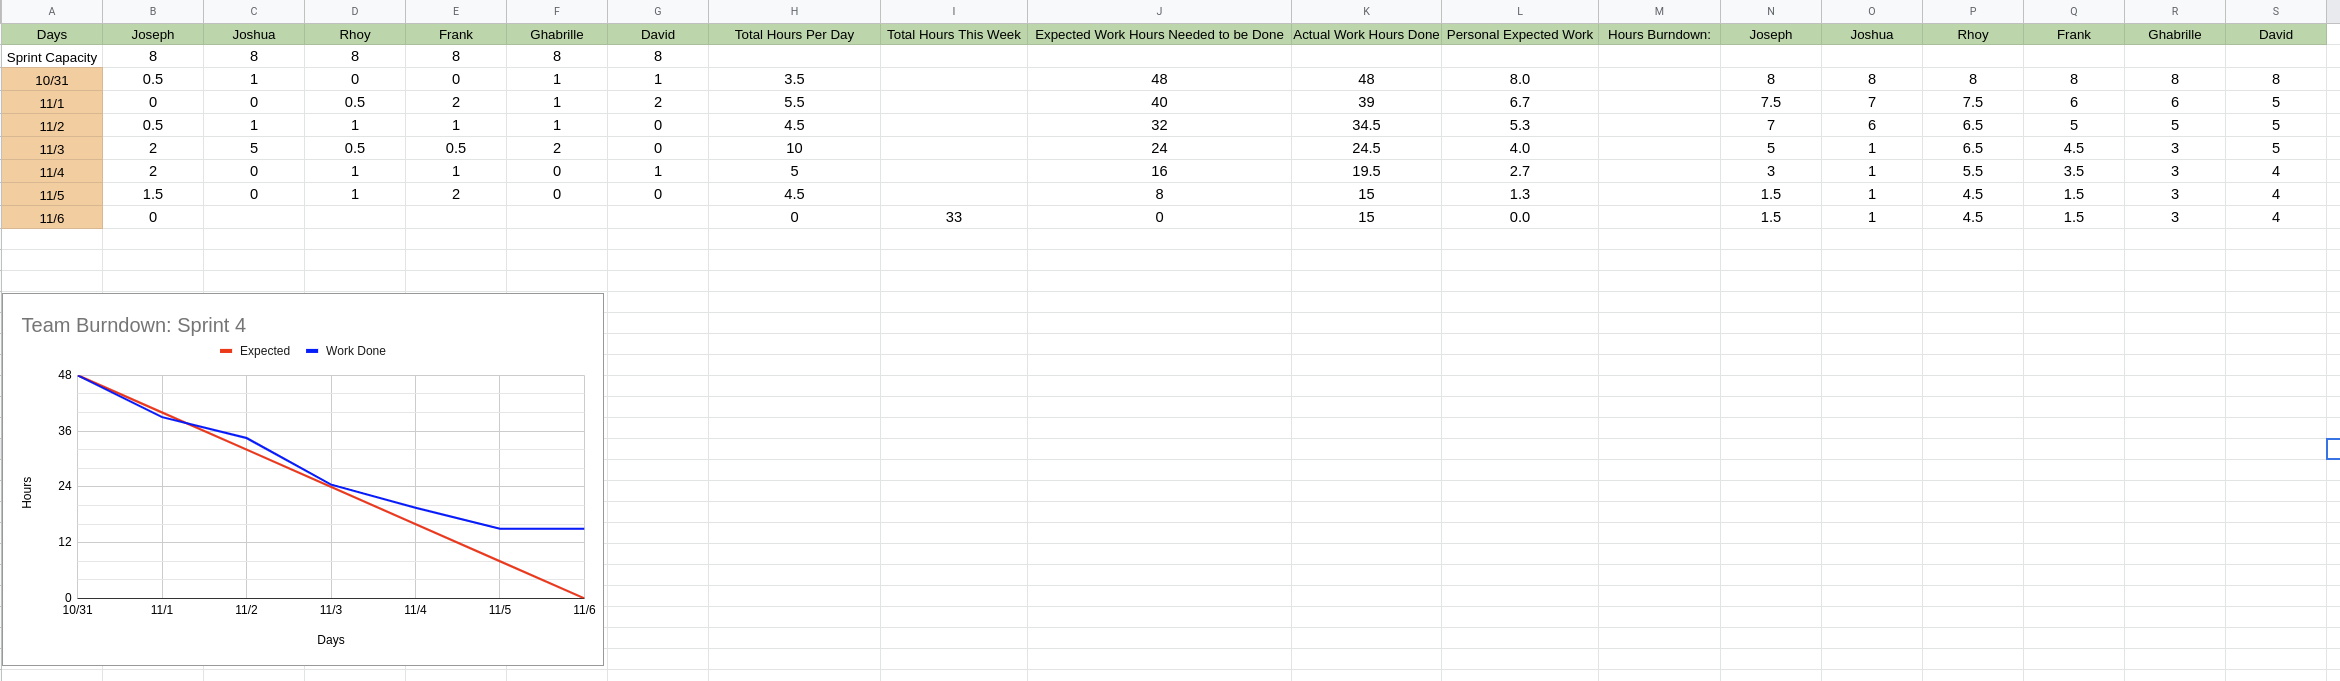 A B C D E F G H I J K L M N O P Q R S
Days Joseph Joshua Rhoy Frank Ghabrille David Total Hours Per Day Total Hours This Week Expected Work Hours Needed to be Done Actual Work Hours Done Personal Expected Work Hours Burndown: Joseph Joshua Rhoy Frank Ghabrille David
Sprint Capacity 8 8 8 8 8 8
10/31 0.5 1 0 0 1 1 3.5 48 48 8.0 8 8 8 8 8 8
11/1 0 0 0.5 2 1 2 5.5 40 39 6.7 7.5 7 7.5 6 6 5
11/2 0.5 1 1 1 1 0 4.5 32 34.5 5.3 7 6 6.5 5 5 5
11/3 2 5 0.5 0.5 2 0 10 24 24.5 4.0 5 1 6.5 4.5 3 5
11/4 2 0 1 1 0 1 5 16 19.5 2.7 3 1 5.5 3.5 3 4
11/5 1.5 0 1 2 0 0 4.5 8 15 1.3 1.5 1 4.5 1.5 3 4
11/6 0 0 33 0 15 0.0 1.5 1 4.5 1.5 3 4
Team Burndown: Sprint 4
Expected Work Done
48
36
24
12
0
Hours
10/31 11/1 11/2 11/3 11/4 11/5 11/6
Days